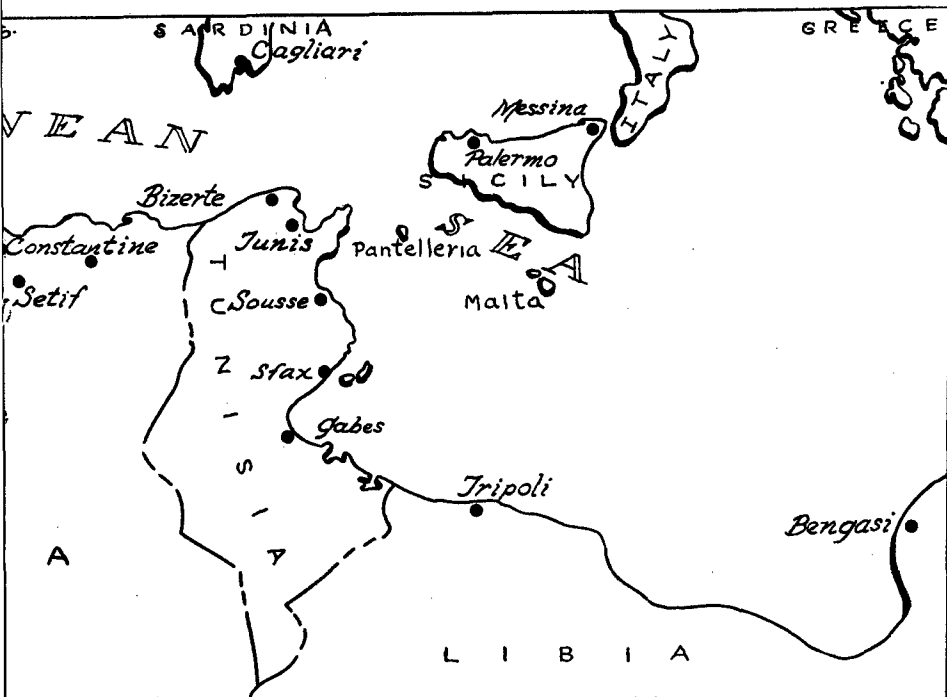 SARDINIA
GREECE
Cagliari
ITALY
NEAN
Messina
Palermo
SICILY
Bizerte
SEA
Constantine
Tunis
Pantelleria
Setif
Sousse
Malta
TUNISIA
Sfax
Gabes
Tripoli
Bengasi
A
LIBIA